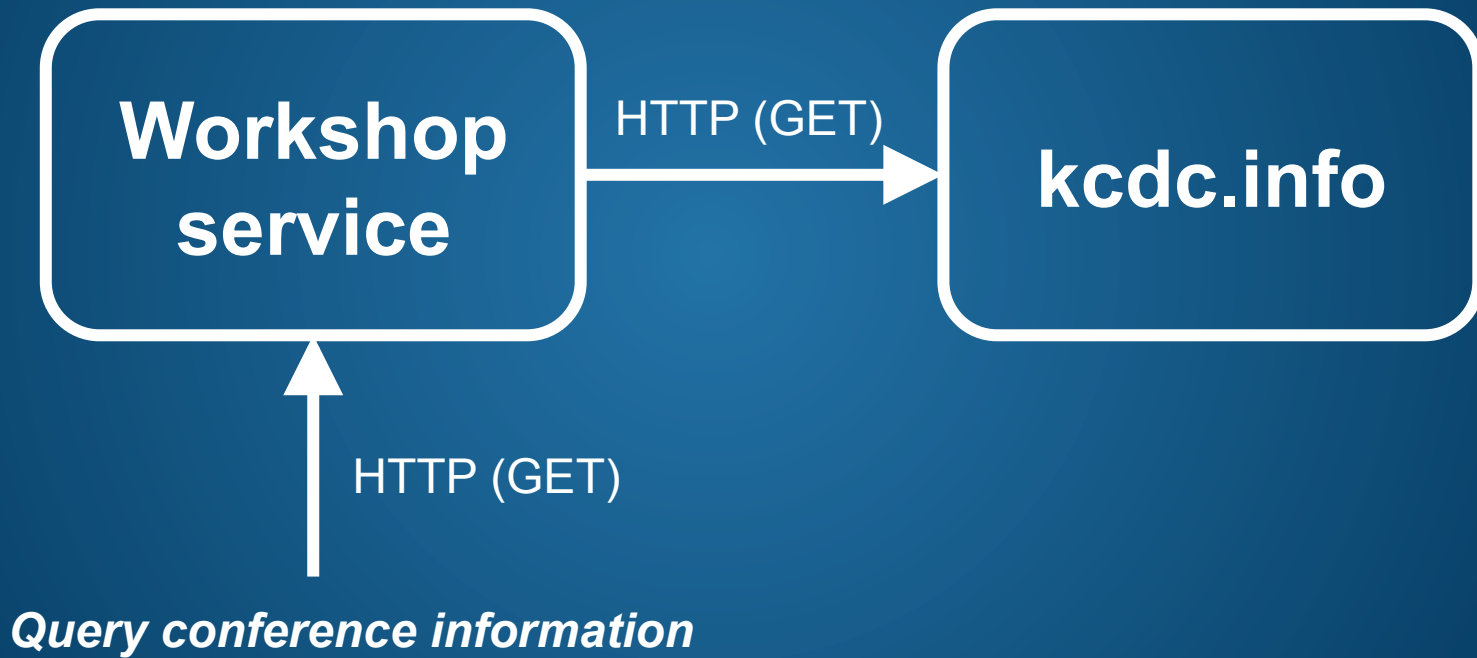 Workshop
service
HTTP (GET)
kcdc.info
HTTP (GET)
Query conference information